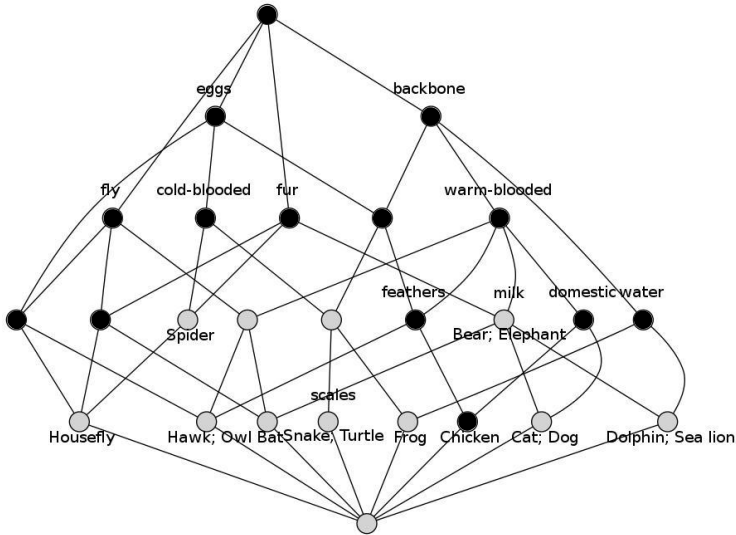 eggs
backbone
fly
cold-blooded
fur
warm-blooded
feathers
milk
domestic
water
Spider
Bear; Elephant
scales
Housefly
Hawk; Owl
Bat
Snake; Turtle
Frog
Chicken
Cat; Dog
Dolphin; Sea lion